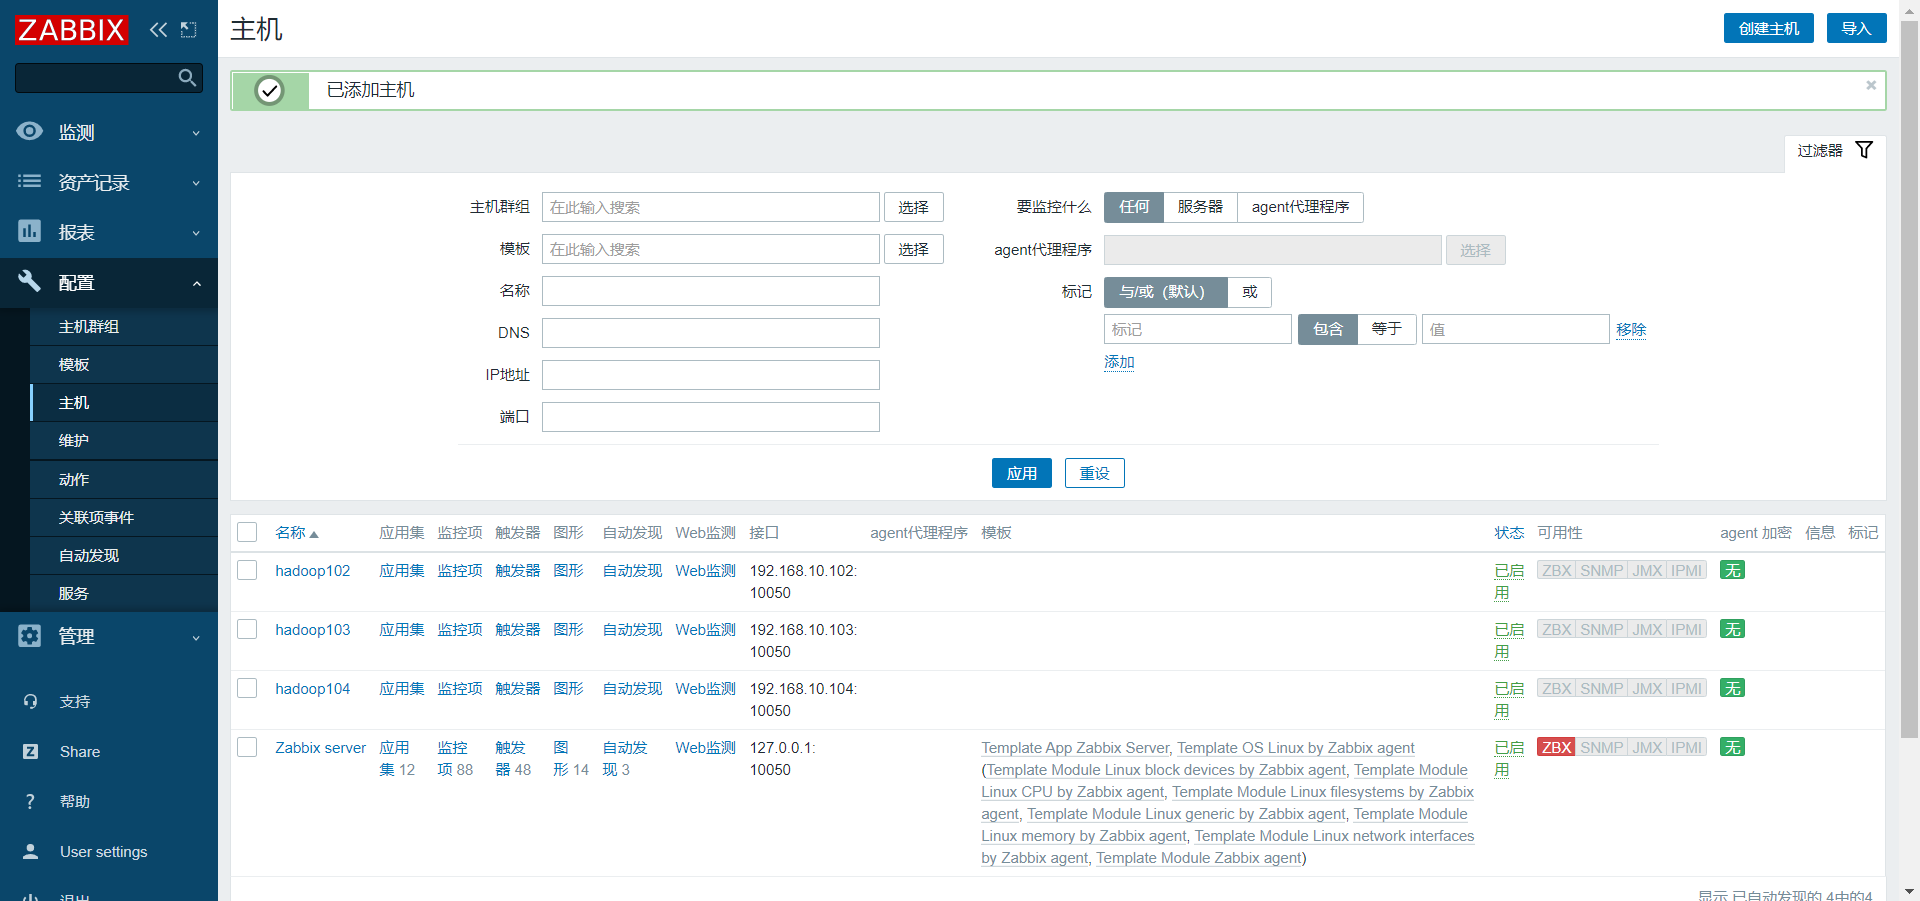 ZABBIX
监测
资产记录
报表
配置
主机群组
模板
主机
维护
动作
关联项事件
自动发现
服务
管理
支持
Share
帮助
User settings
退出
主机
创建主机 导入
已添加主机
过滤器
主机群组 在此输入搜索 选择
模板 在此输入搜索 选择
名称
DNS
IP地址
端口
要监控什么 任何 服务器 agent代理程序
agent代理程序 选择
标记 与/或（默认） 或
标记 包含 等于 值 移除
添加
应用 重设
名称 应用集 监控项 触发器 图形 自动发现 Web监测 接口 agent代理程序 模板 状态 可用性 agent 加密 信息 标记
hadoop102 应用集 监控项 触发器 图形 自动发现 Web监测 192.168.10.102: 已启 ZBX SNMP JMX IPMI 无
10050 用
hadoop103 应用集 监控项 触发器 图形 自动发现 Web监测 192.168.10.103: 已启 ZBX SNMP JMX IPMI 无
10050 用
hadoop104 应用集 监控项 触发器 图形 自动发现 Web监测 192.168.10.104: 已启 ZBX SNMP JMX IPMI 无
10050 用
Zabbix server 应用 监控 触发 图 自动发 Web监测 127.0.0.1: Template App Zabbix Server, Template OS Linux by Zabbix agent 已启 ZBX SNMP JMX IPMI 无
集 12 项 88 器 48 形 14 现 3 10050 (Template Module Linux block devices by Zabbix agent, Template Module 用
Linux CPU by Zabbix agent, Template Module Linux filesystems by Zabbix
agent, Template Module Linux generic by Zabbix agent, Template Module
Linux memory by Zabbix agent, Template Module Linux network interfaces
by Zabbix agent, Template Module Zabbix agent)
显示 已自动发现的 4中的4